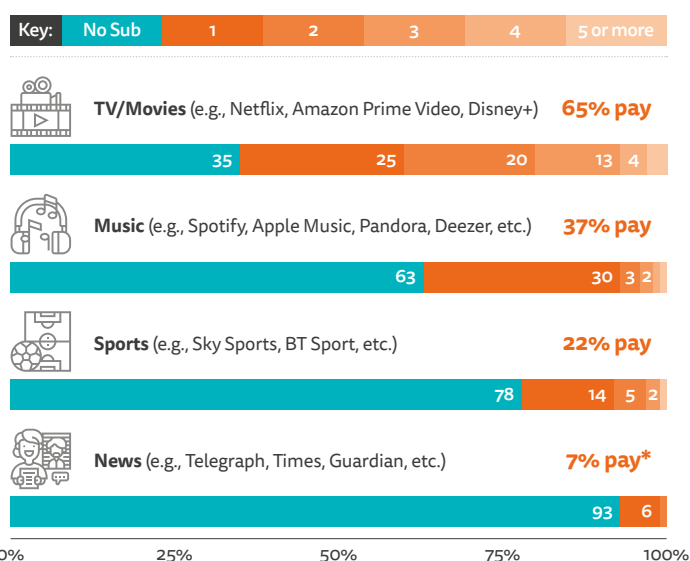 Key: No Sub 1 2 3 4 5 or more
TV/Movies (e.g., Netflix, Amazon Prime Video, Disney+) 65% pay
35 25 20 13 4
Music (e.g., Spotify, Apple Music, Pandora, Deezer, etc.) 37% pay
63 30 3 2
Sports (e.g., Sky Sports, BT Sport, etc.) 22% pay
78 14 5 2
News (e.g., Telegraph, Times, Guardian, etc.) 7% pay*
93 6
0% 25% 50% 75% 100%